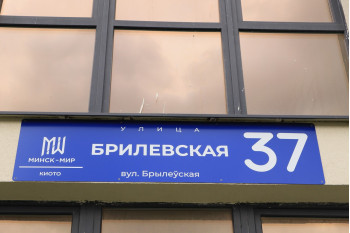 УЛИЦА
БРИЛЕВСКАЯ 37
МИНСК-МИР
КИОТО
вул. Брылеўская